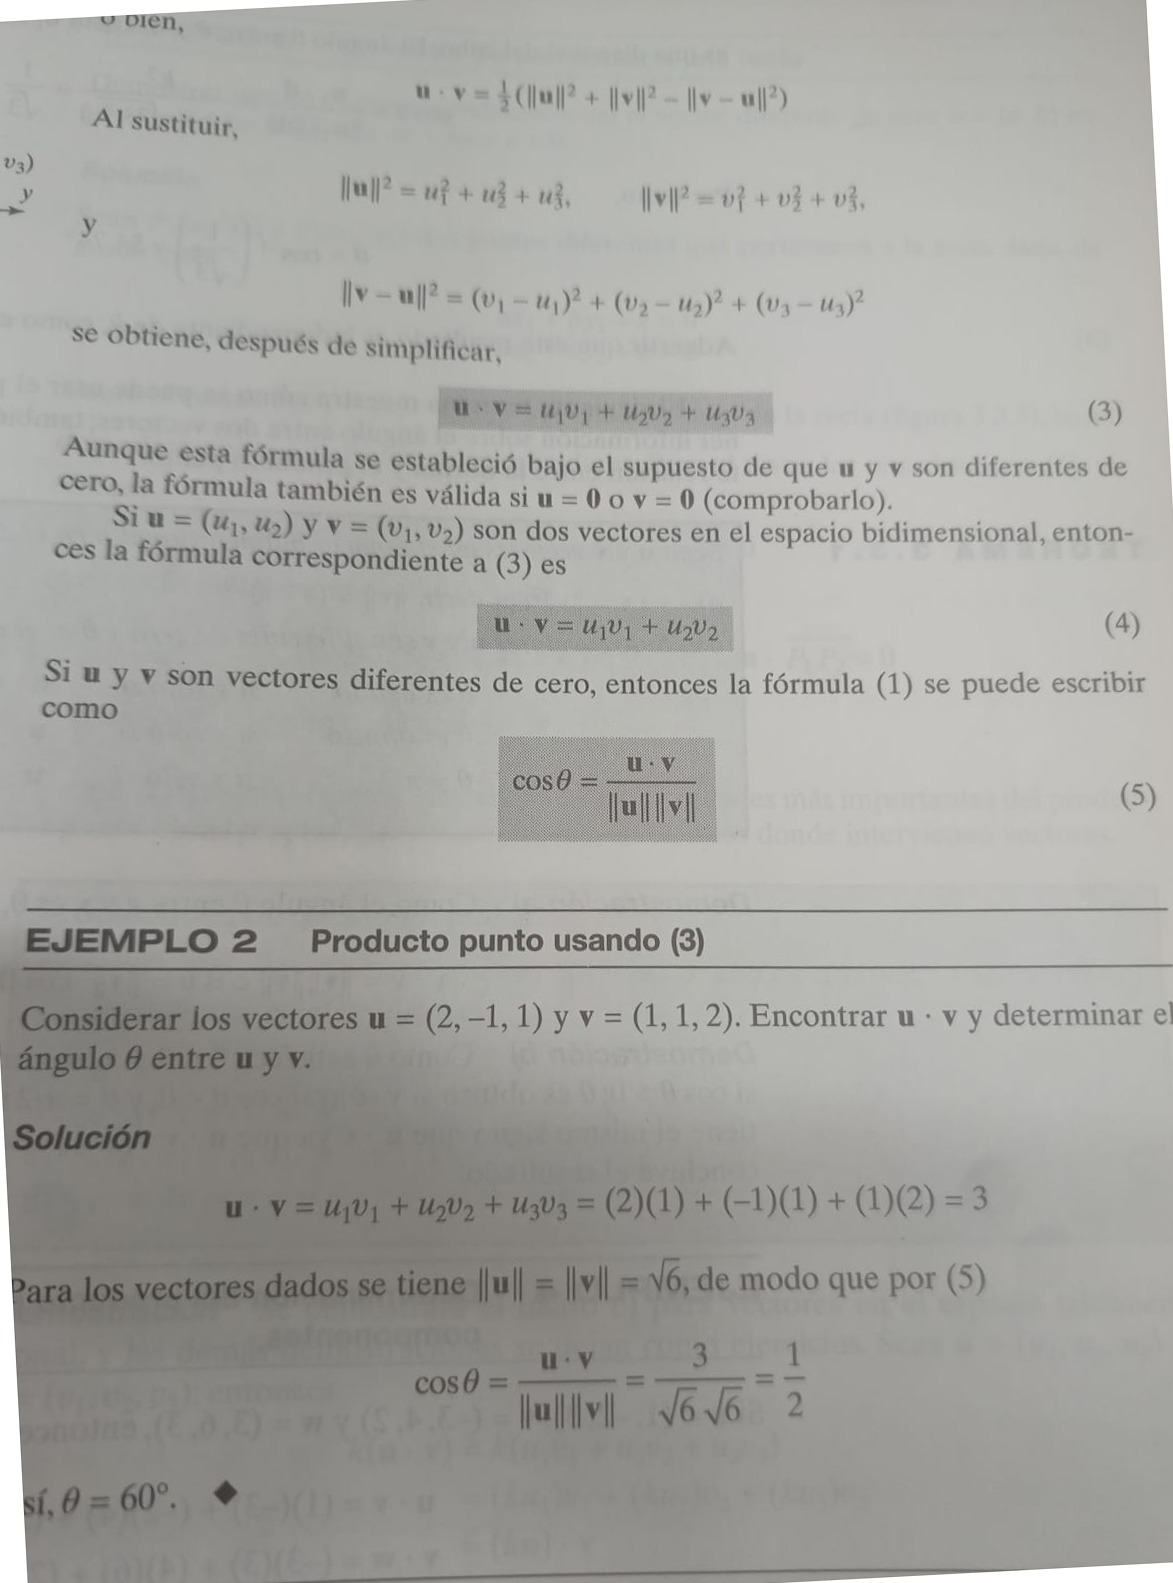 o bien,
u · v = ½(‖u‖² + ‖v‖² − ‖v − u‖²)
Al sustituir,
v₃)
y
‖u‖² = u₁² + u₂² + u₃², ‖v‖² = v₁² + v₂² + v₃²,
y
‖v − u‖² = (v₁ − u₁)² + (v₂ − u₂)² + (v₃ − u₃)²
se obtiene, después de simplificar,
u · v = u₁v₁ + u₂v₂ + u₃v₃ (3)
Aunque esta fórmula se estableció bajo el supuesto de que u y v son diferentes de
cero, la fórmula también es válida si u = 0 o v = 0 (comprobarlo).
Si u = (u₁, u₂) y v = (v₁, v₂) son dos vectores en el espacio bidimensional, enton-
ces la fórmula correspondiente a (3) es
u · v = u₁v₁ + u₂v₂ (4)
Si u y v son vectores diferentes de cero, entonces la fórmula (1) se puede escribir
como
cos θ = u · v / ‖u‖ ‖v‖ (5)
EJEMPLO 2 Producto punto usando (3)
Considerar los vectores u = (2, –1, 1) y v = (1, 1, 2). Encontrar u · v y determinar el
ángulo θ entre u y v.
Solución
u · v = u₁v₁ + u₂v₂ + u₃v₃ = (2)(1) + (–1)(1) + (1)(2) = 3
Para los vectores dados se tiene ‖u‖ = ‖v‖ = √6, de modo que por (5)
cos θ = u · v / ‖u‖ ‖v‖ = 3 / √6 √6 = 1/2
sí, θ = 60°. ◆